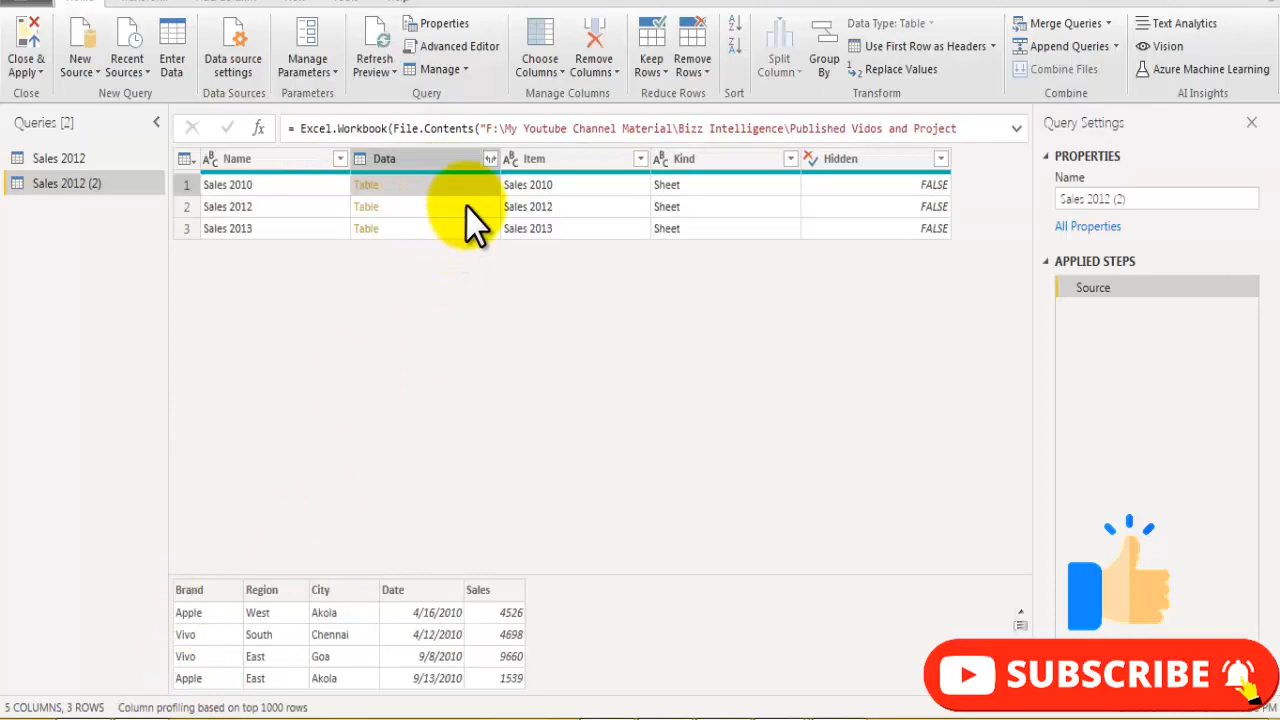 Home Transform Add Column View Tools Help
Close & Apply
New Source
Recent Sources
Enter Data
Data source settings
Manage Parameters
Refresh Preview
Properties
Advanced Editor
Manage
Choose Columns
Remove Columns
Keep Rows
Remove Rows
Split Column
Group By
Data Type: Table
Use First Row as Headers
Replace Values
Merge Queries
Append Queries
Combine Files
Text Analytics
Vision
Azure Machine Learning
Close New Query Data Sources Parameters Query Manage Columns Reduce Rows Sort Transform Combine AI Insights
Queries [2]
Sales 2012
Sales 2012 (2)
fx = Excel.Workbook(File.Contents("F:\My Youtube Channel Material\Bizz Intelligence\Published Vidos and Project
Name Data Item Kind Hidden
1 Sales 2010 Table Sales 2010 Sheet FALSE
2 Sales 2012 Table Sales 2012 Sheet FALSE
3 Sales 2013 Table Sales 2013 Sheet FALSE
Query Settings
PROPERTIES
Name
Sales 2012 (2)
All Properties
APPLIED STEPS
Source
Brand Region City Date Sales
Apple West Akola 4/16/2010 4526
Vivo South Chennai 4/12/2010 4698
Vivo East Goa 9/8/2010 9660
Apple East Akola 9/13/2010 1539
SUBSCRIBE
5 COLUMNS, 3 ROWS Column profiling based on top 1000 rows
PM